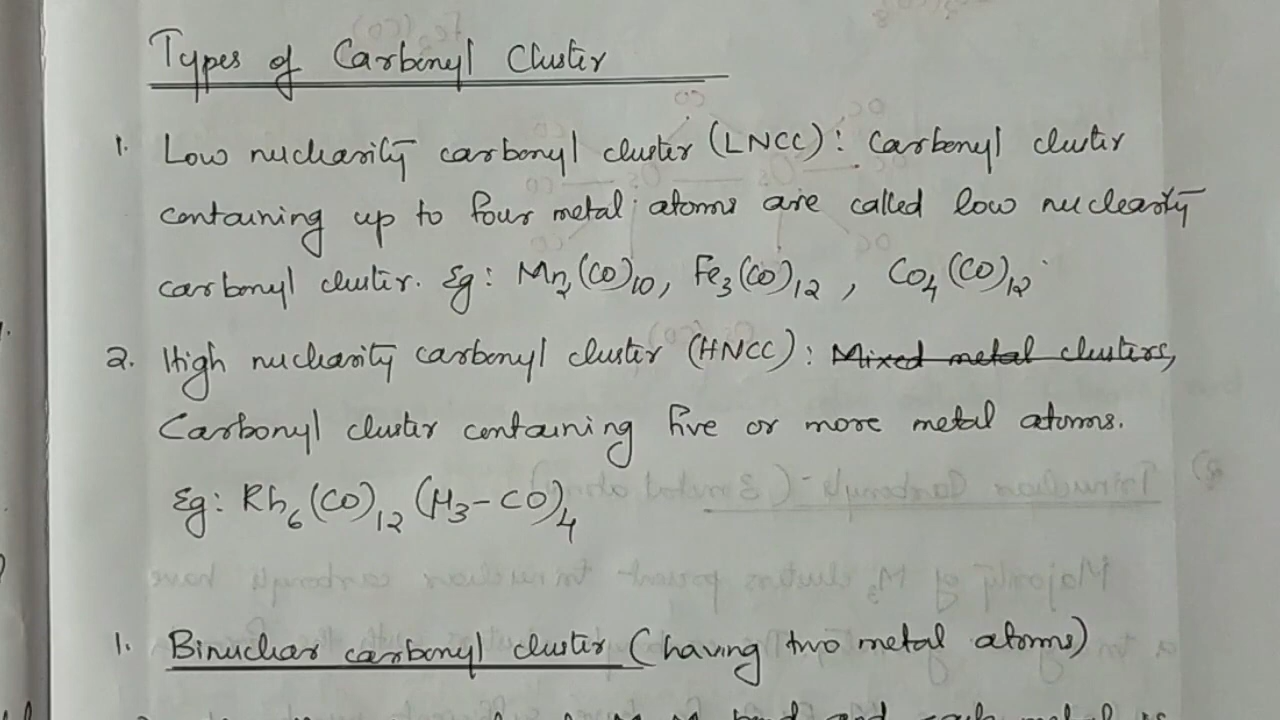 Types of Carbonyl Cluster
1. Low nuclearity carbonyl cluster (LNCC): Carbonyl cluster
containing up to four metal atoms are called low nuclearity
carbonyl cluster. Eg: Mn₂(CO)₁₀, Fe₃(CO)₁₂, Co₄(CO)₁₂.
2. High nuclearity carbonyl cluster (HNCC): Mixed metal clusters,
Carbonyl cluster containing five or more metal atoms.
Eg: Rh₆(CO)₁₂(M₃-CO)₄
1. Binuclear carbonyl cluster (having two metal atoms)